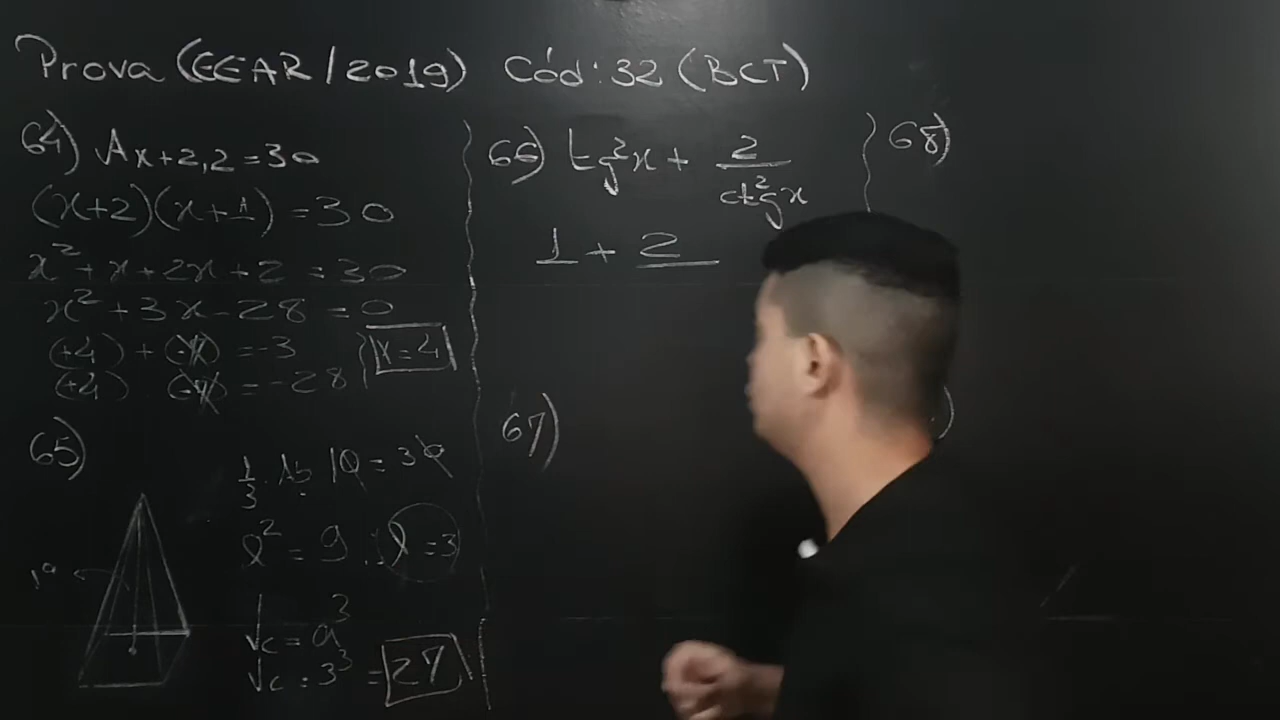 Prova (EEAR/2019) Cód: 32 (BCT)
64) Ax+2,2=30
(x+2)(x+1)=30
x²+x+2x+2=30
x²+3x-28=0
(+4)+(-7)=-3
(+4)(-7)=-28
x=4
65)
1/3.Ab.10=30
l²=9 ∴ l=3
Vc=a³
Vc=3³=27
66) tg²x+2/ctg²x
1+2
67)
68)